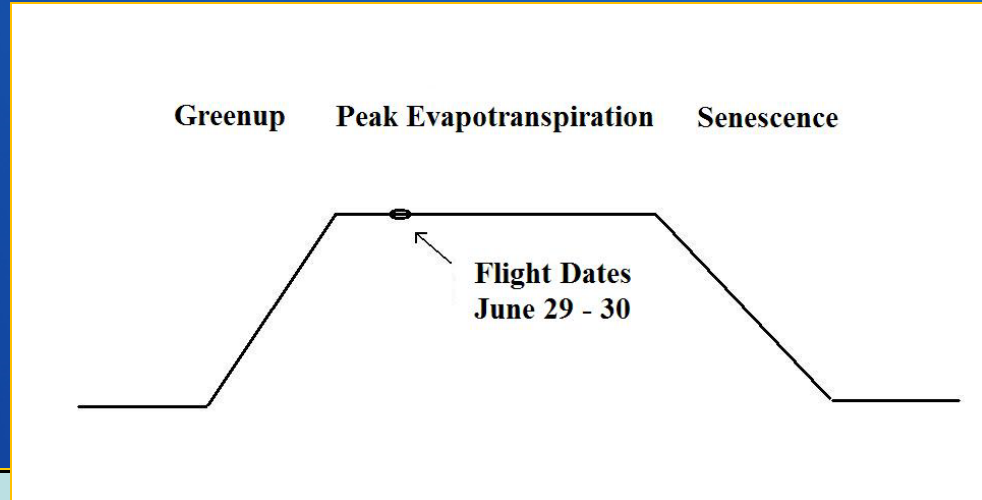 Greenup Peak Evapotranspiration Senescence
Flight Dates
June 29 - 30